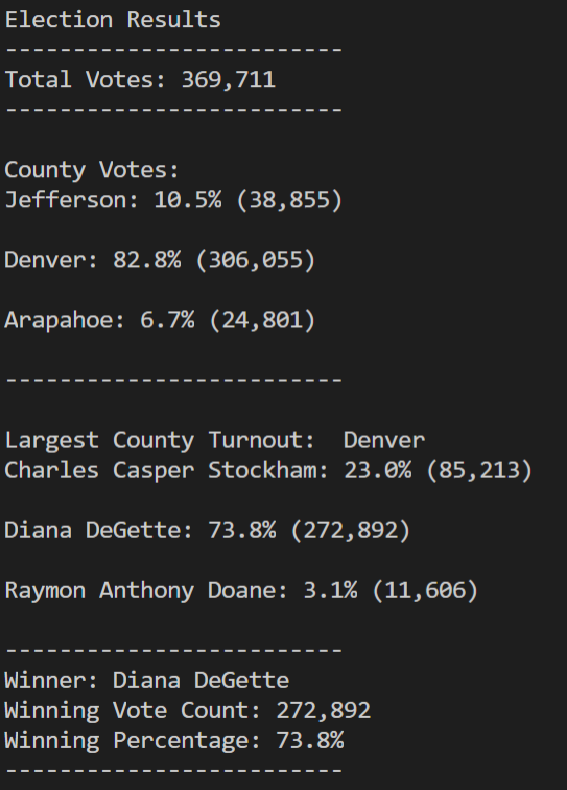 Election Results
-------------------------
Total Votes: 369,711
-------------------------
County Votes:
Jefferson: 10.5% (38,855)
Denver: 82.8% (306,055)
Arapahoe: 6.7% (24,801)
-------------------------
Largest County Turnout:  Denver
Charles Casper Stockham: 23.0% (85,213)
Diana DeGette: 73.8% (272,892)
Raymon Anthony Doane: 3.1% (11,606)
-------------------------
Winner: Diana DeGette
Winning Vote Count: 272,892
Winning Percentage: 73.8%
-------------------------